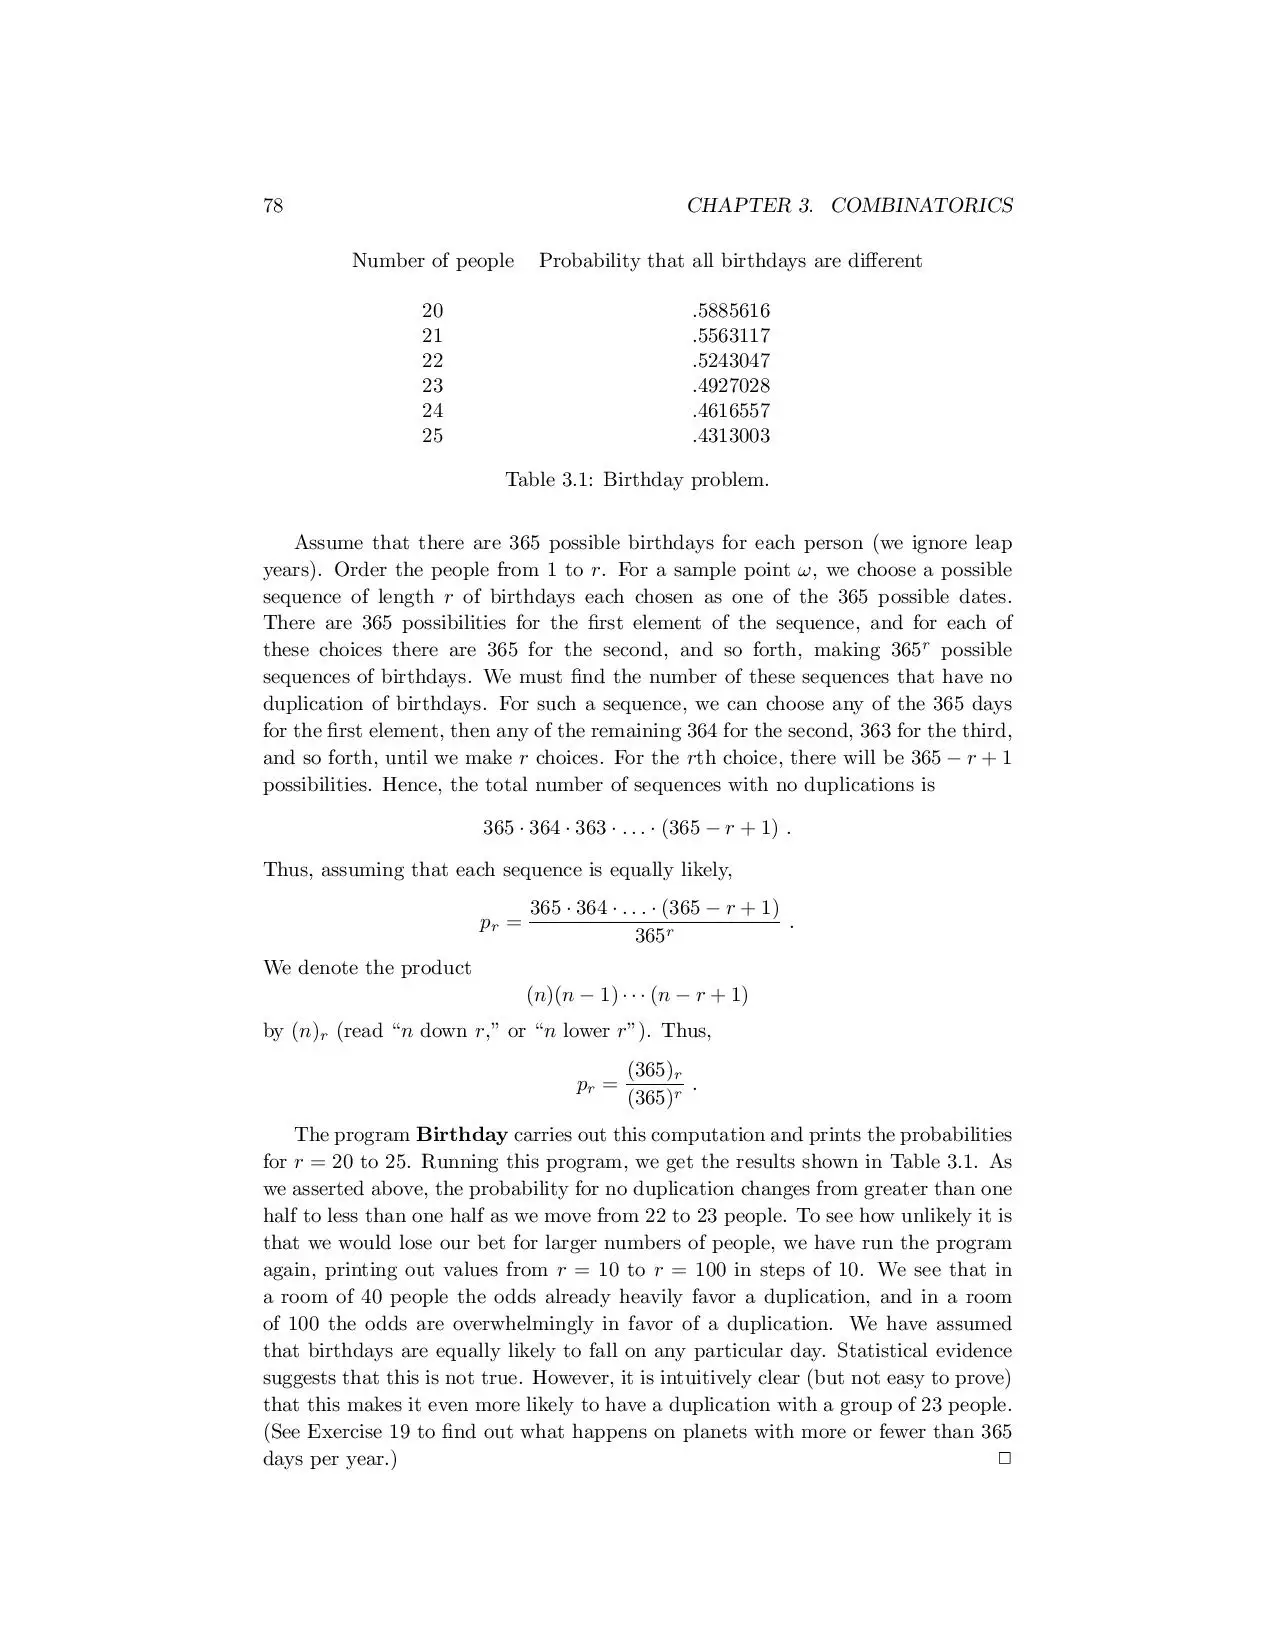 78 CHAPTER 3. COMBINATORICS
Number of people Probability that all birthdays are different
20 .5885616
21 .5563117
22 .5243047
23 .4927028
24 .4616557
25 .4313003
Table 3.1: Birthday problem.
Assume that there are 365 possible birthdays for each person (we ignore leap
years). Order the people from 1 to r. For a sample point ω, we choose a possible
sequence of length r of birthdays each chosen as one of the 365 possible dates.
There are 365 possibilities for the first element of the sequence, and for each of
these choices there are 365 for the second, and so forth, making 365^r possible
sequences of birthdays. We must find the number of these sequences that have no
duplication of birthdays. For such a sequence, we can choose any of the 365 days
for the first element, then any of the remaining 364 for the second, 363 for the third,
and so forth, until we make r choices. For the rth choice, there will be 365 − r + 1
possibilities. Hence, the total number of sequences with no duplications is
365 · 364 · 363 · . . . · (365 − r + 1) .
Thus, assuming that each sequence is equally likely,
p_r = 365 · 364 · . . . · (365 − r + 1) / 365^r .
We denote the product
(n)(n − 1) · · · (n − r + 1)
by (n)_r (read “n down r,” or “n lower r”). Thus,
p_r = (365)_r / (365)^r .
The program Birthday carries out this computation and prints the probabilities
for r = 20 to 25. Running this program, we get the results shown in Table 3.1. As
we asserted above, the probability for no duplication changes from greater than one
half to less than one half as we move from 22 to 23 people. To see how unlikely it is
that we would lose our bet for larger numbers of people, we have run the program
again, printing out values from r = 10 to r = 100 in steps of 10. We see that in
a room of 40 people the odds already heavily favor a duplication, and in a room
of 100 the odds are overwhelmingly in favor of a duplication. We have assumed
that birthdays are equally likely to fall on any particular day. Statistical evidence
suggests that this is not true. However, it is intuitively clear (but not easy to prove)
that this makes it even more likely to have a duplication with a group of 23 people.
(See Exercise 19 to find out what happens on planets with more or fewer than 365
days per year.) □